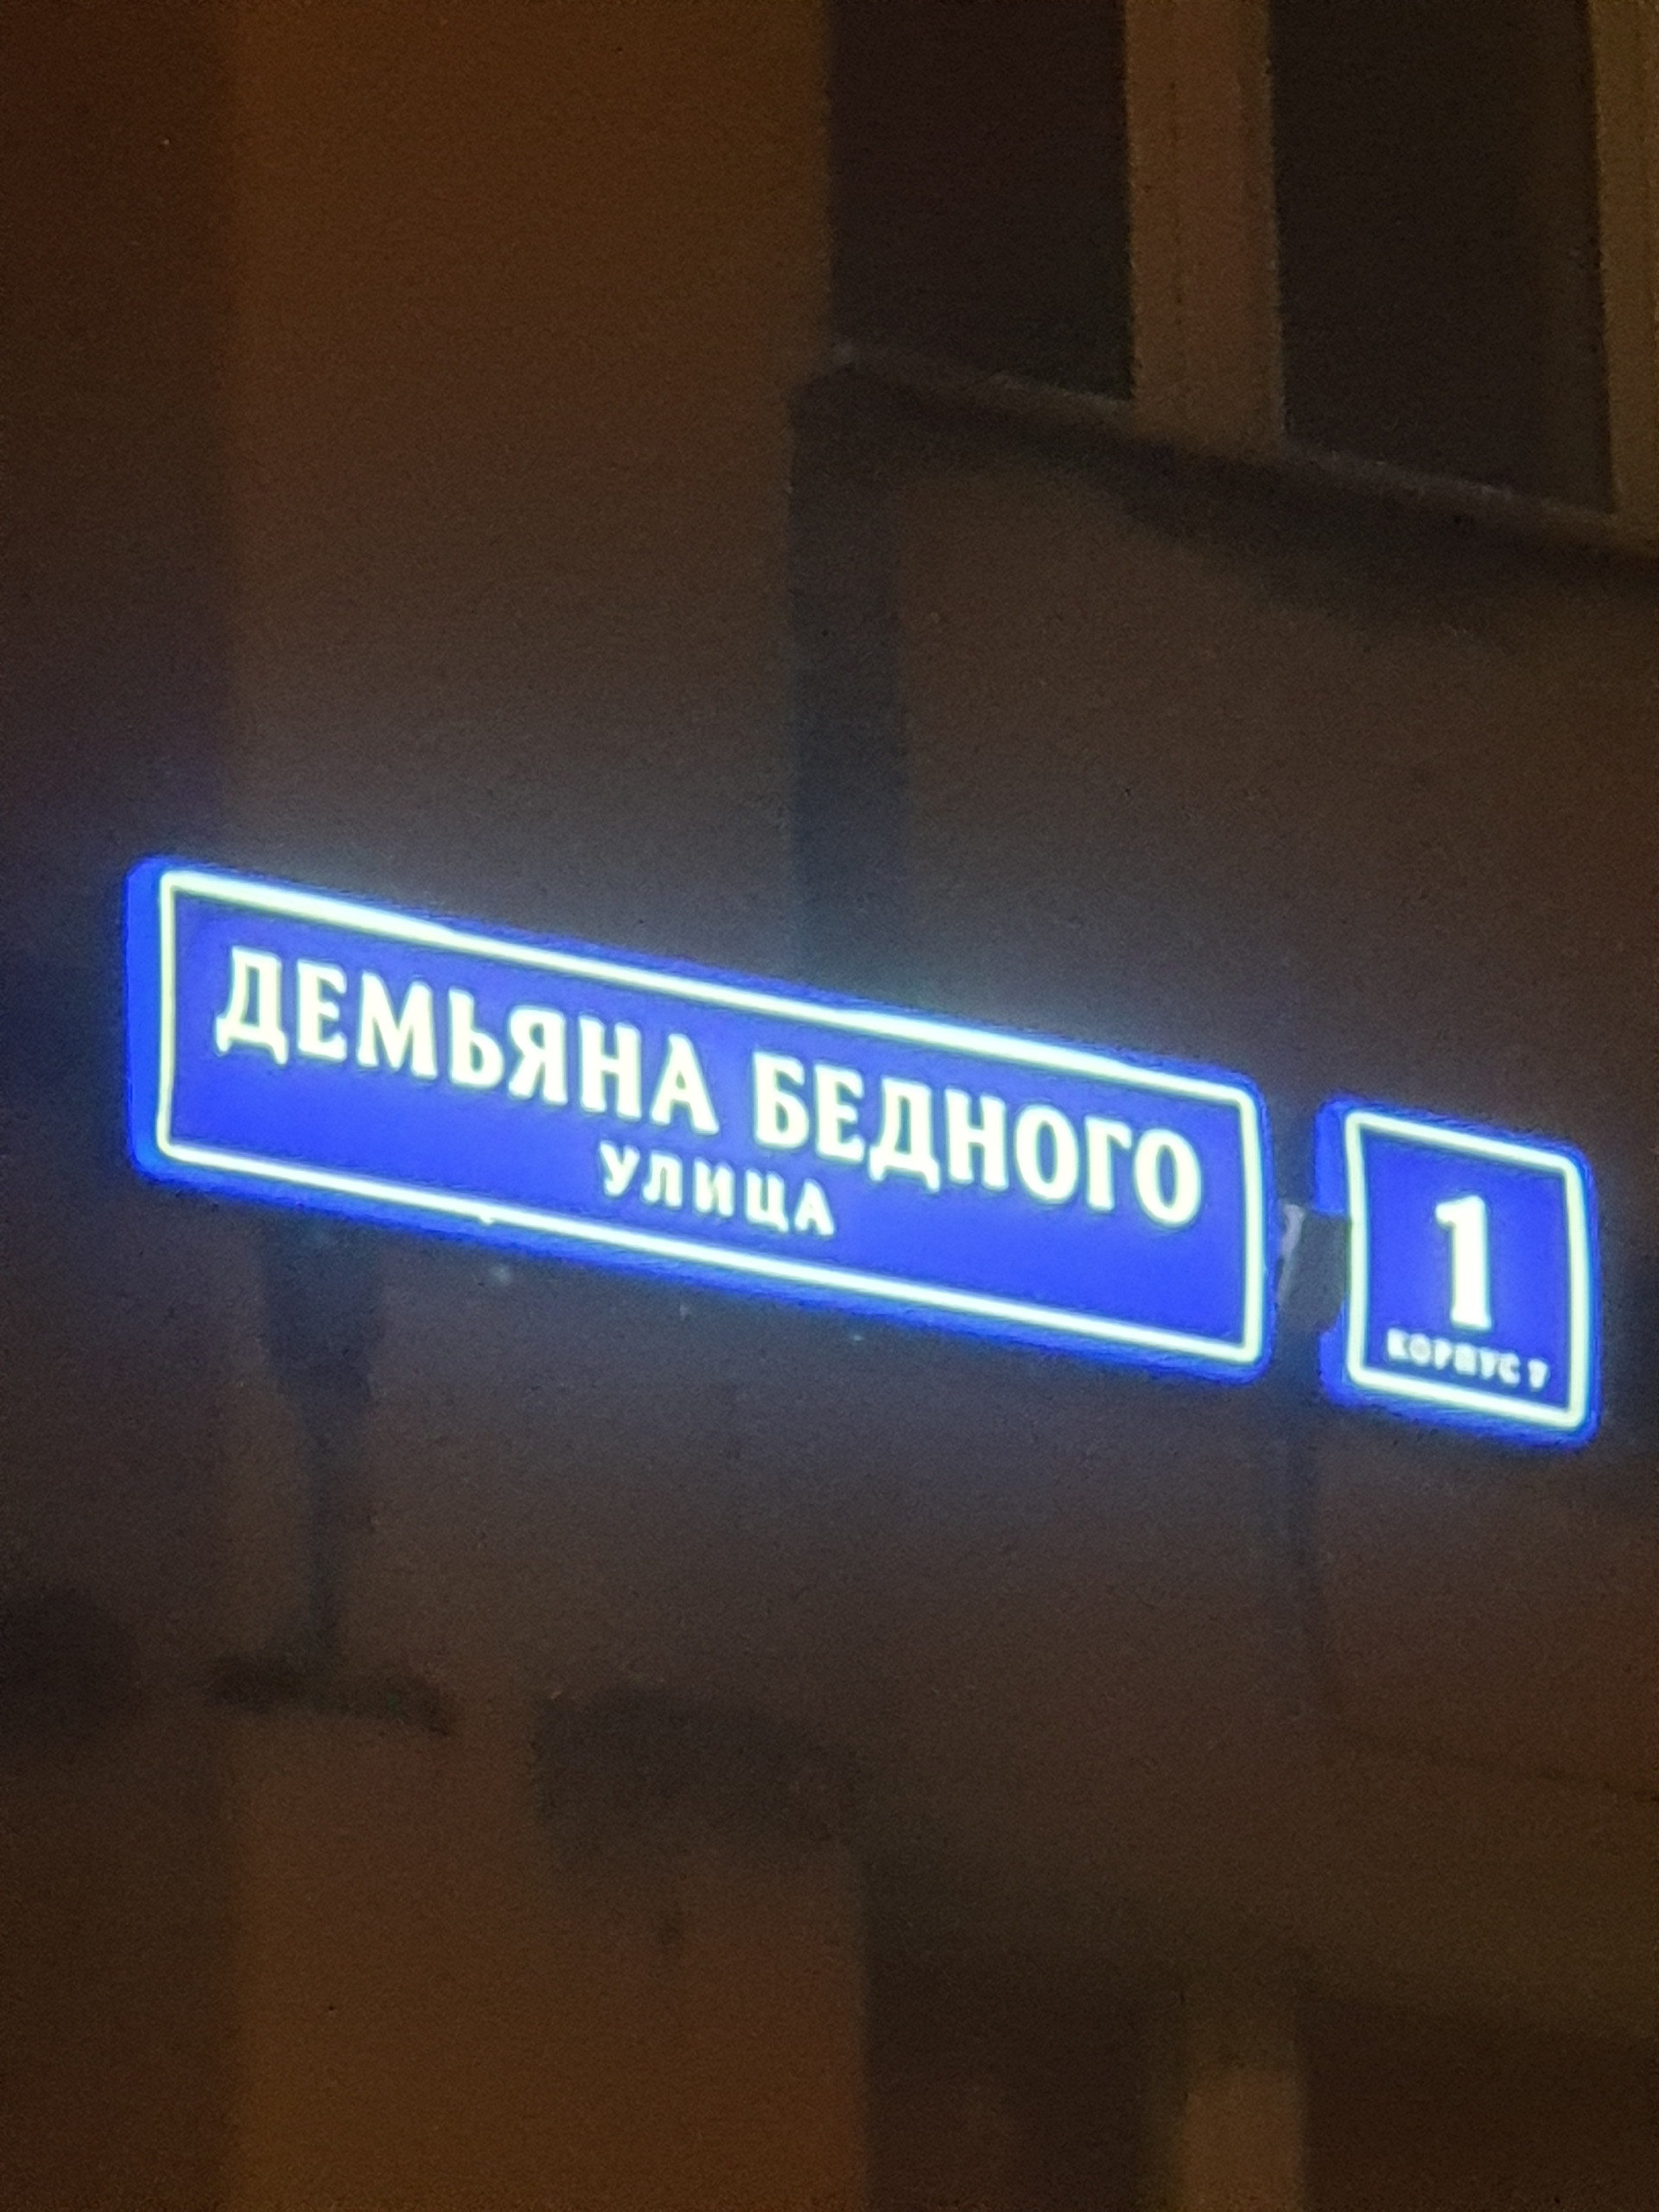 ДЕМЬЯНА БЕДНОГО
УЛИЦА
1
КОРПУС 7